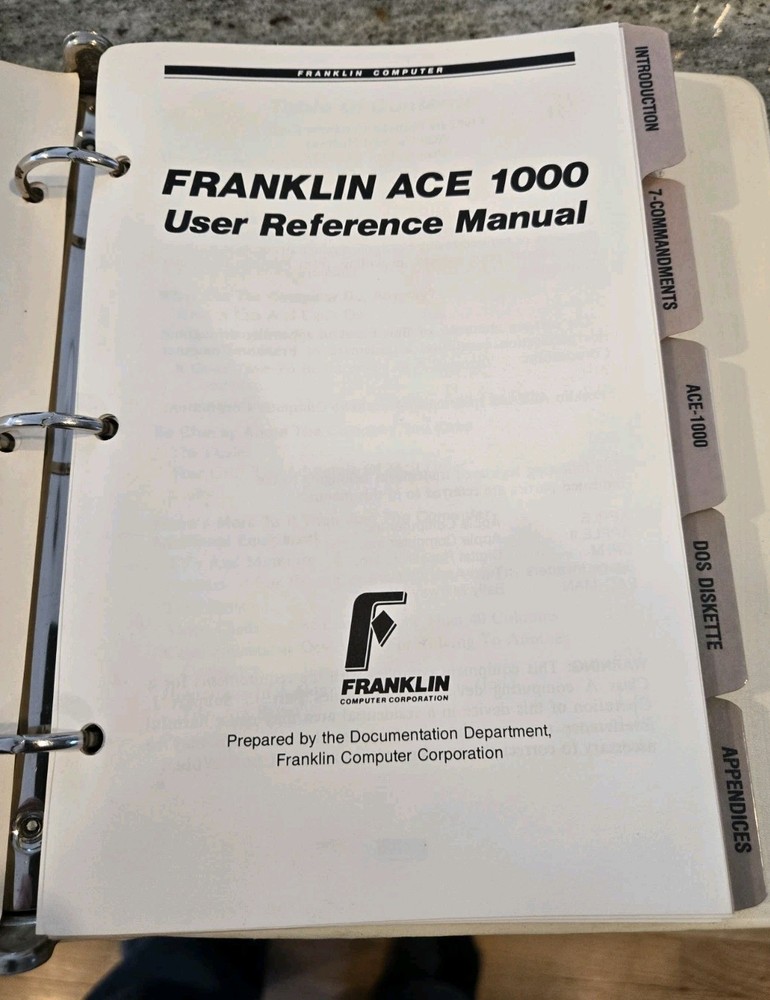 FRANKLIN COMPUTER
FRANKLIN ACE 1000
User Reference Manual
FRANKLIN
COMPUTER CORPORATION
Prepared by the Documentation Department,
Franklin Computer Corporation
INTRODUCTION
7-COMMANDMENTS
ACE-1000
DOS DISKETTE
APPENDICES